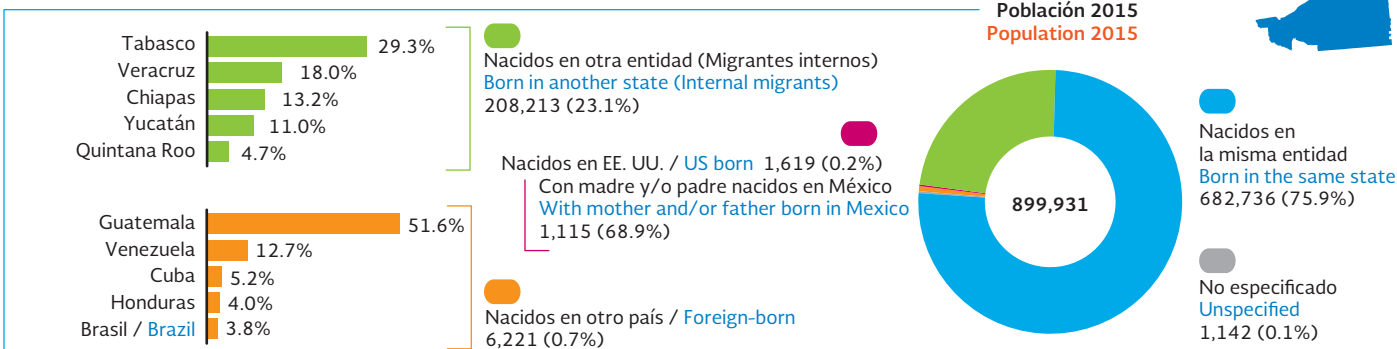 Población 2015
Population 2015
Tabasco 29.3%
Veracruz 18.0%
Chiapas 13.2%
Yucatán 11.0%
Quintana Roo 4.7%
Nacidos en otra entidad (Migrantes internos)
Born in another state (Internal migrants)
208,213 (23.1%)
Nacidos en EE. UU. / US born 1,619 (0.2%)
Con madre y/o padre nacidos en México
With mother and/or father born in Mexico
1,115 (68.9%)
Guatemala 51.6%
Venezuela 12.7%
Cuba 5.2%
Honduras 4.0%
Brasil / Brazil 3.8%
Nacidos en otro país / Foreign-born
6,221 (0.7%)
899,931
Nacidos en
la misma entidad
Born in the same state
682,736 (75.9%)
No especificado
Unspecified
1,142 (0.1%)